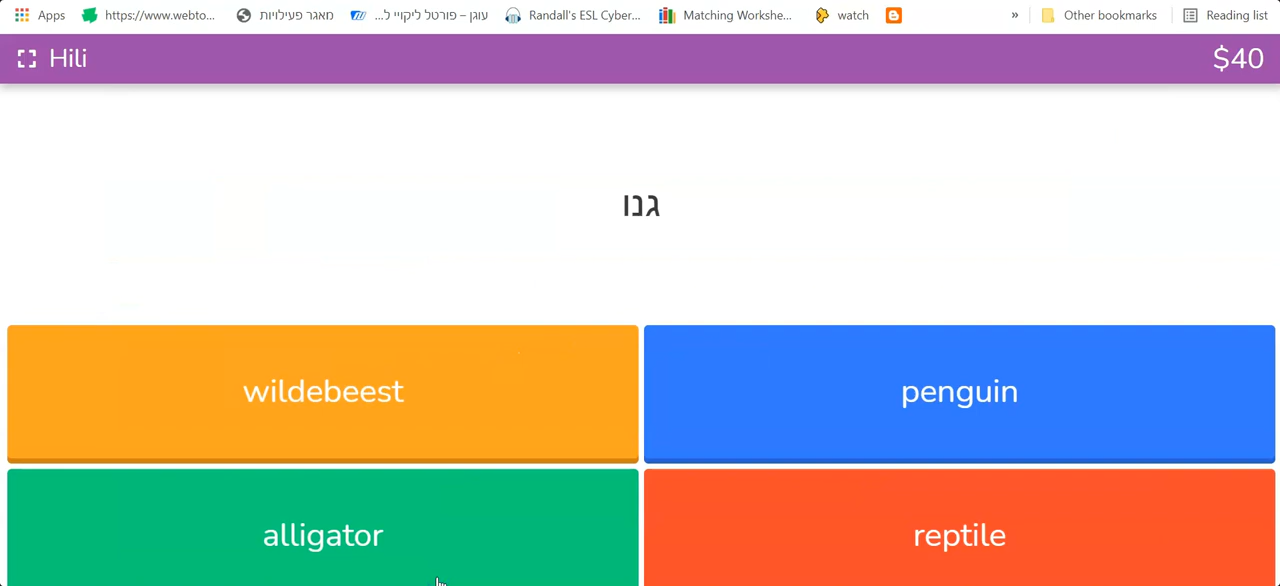 Apps https://www.webto... מאגר פעילויות עוגן – פורטל ליקויי ל... Randall's ESL Cyber... Matching Workshe... watch » Other bookmarks Reading list
Hili $40
גנו
wildebeest penguin
alligator reptile